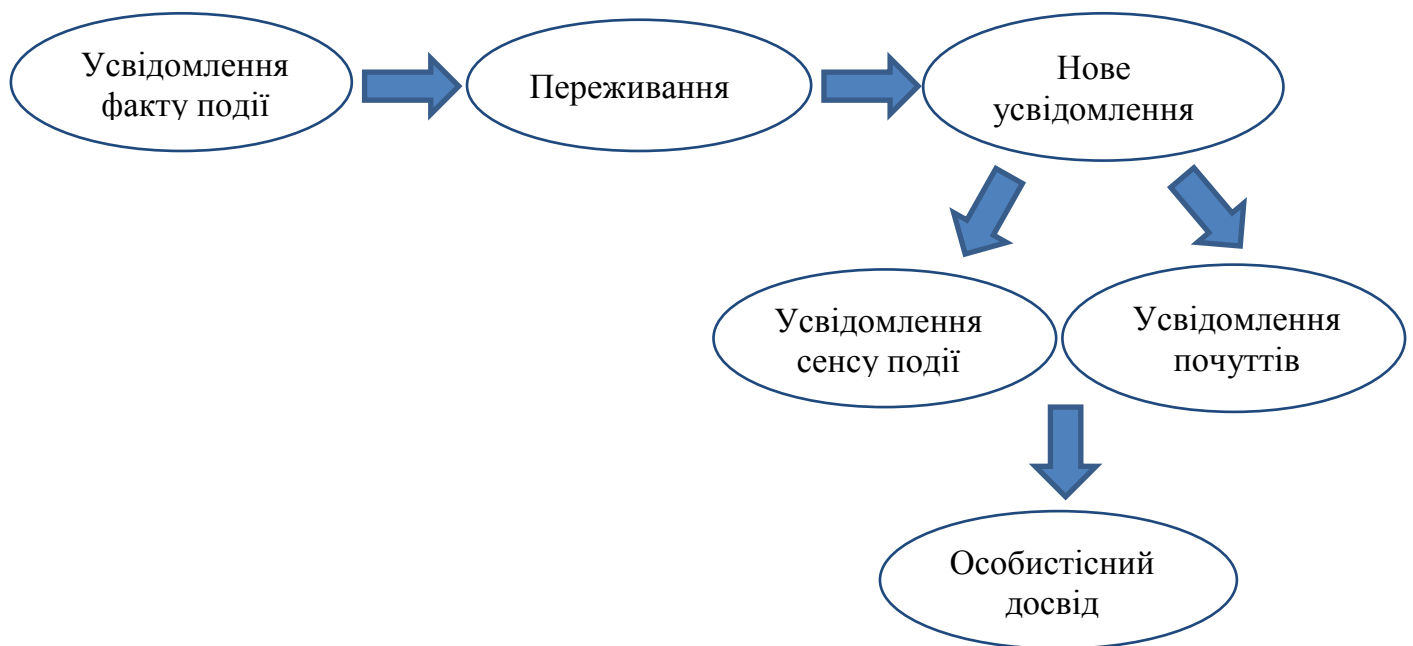 Усвідомлення
факту події
Переживання
Нове
усвідомлення
Усвідомлення
сенсу події
Усвідомлення
почуттів
Особистісний
досвід